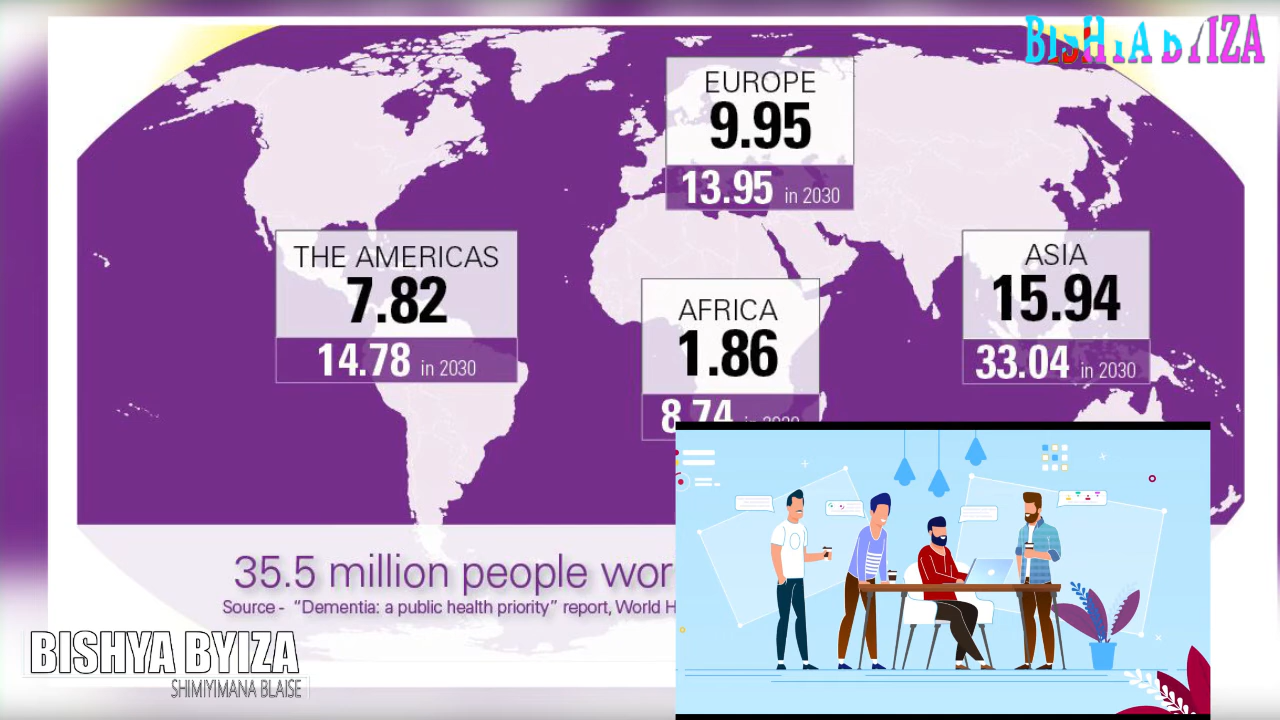 BISHYA BYIZA
EUROPE
9.95
13.95 in 2030
THE AMERICAS
7.82
14.78 in 2030
AFRICA
1.86
8.74
ASIA
15.94
33.04 in 2030
35.5 million people wor
Source - “Dementia: a public health priority” report, World H
BISHYA BYIZA
SHIMIYIMANA BLAISE